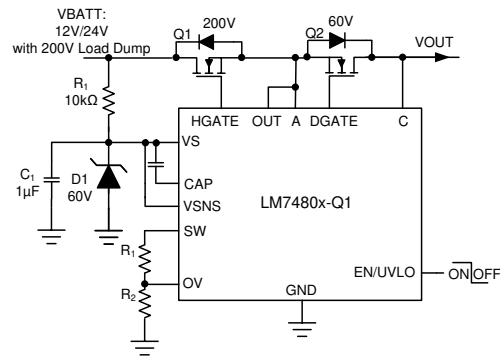 VBATT:
12V/24V
with 200V Load Dump
Q1
200V
Q2
60V
VOUT
R1
10kΩ
HGATE
OUT
A
DGATE
C
VS
C1
1µF
D1
60V
CAP
VSNS
LM7480x-Q1
SW
R1
OV
R2
EN/UVLO
ON OFF
GND